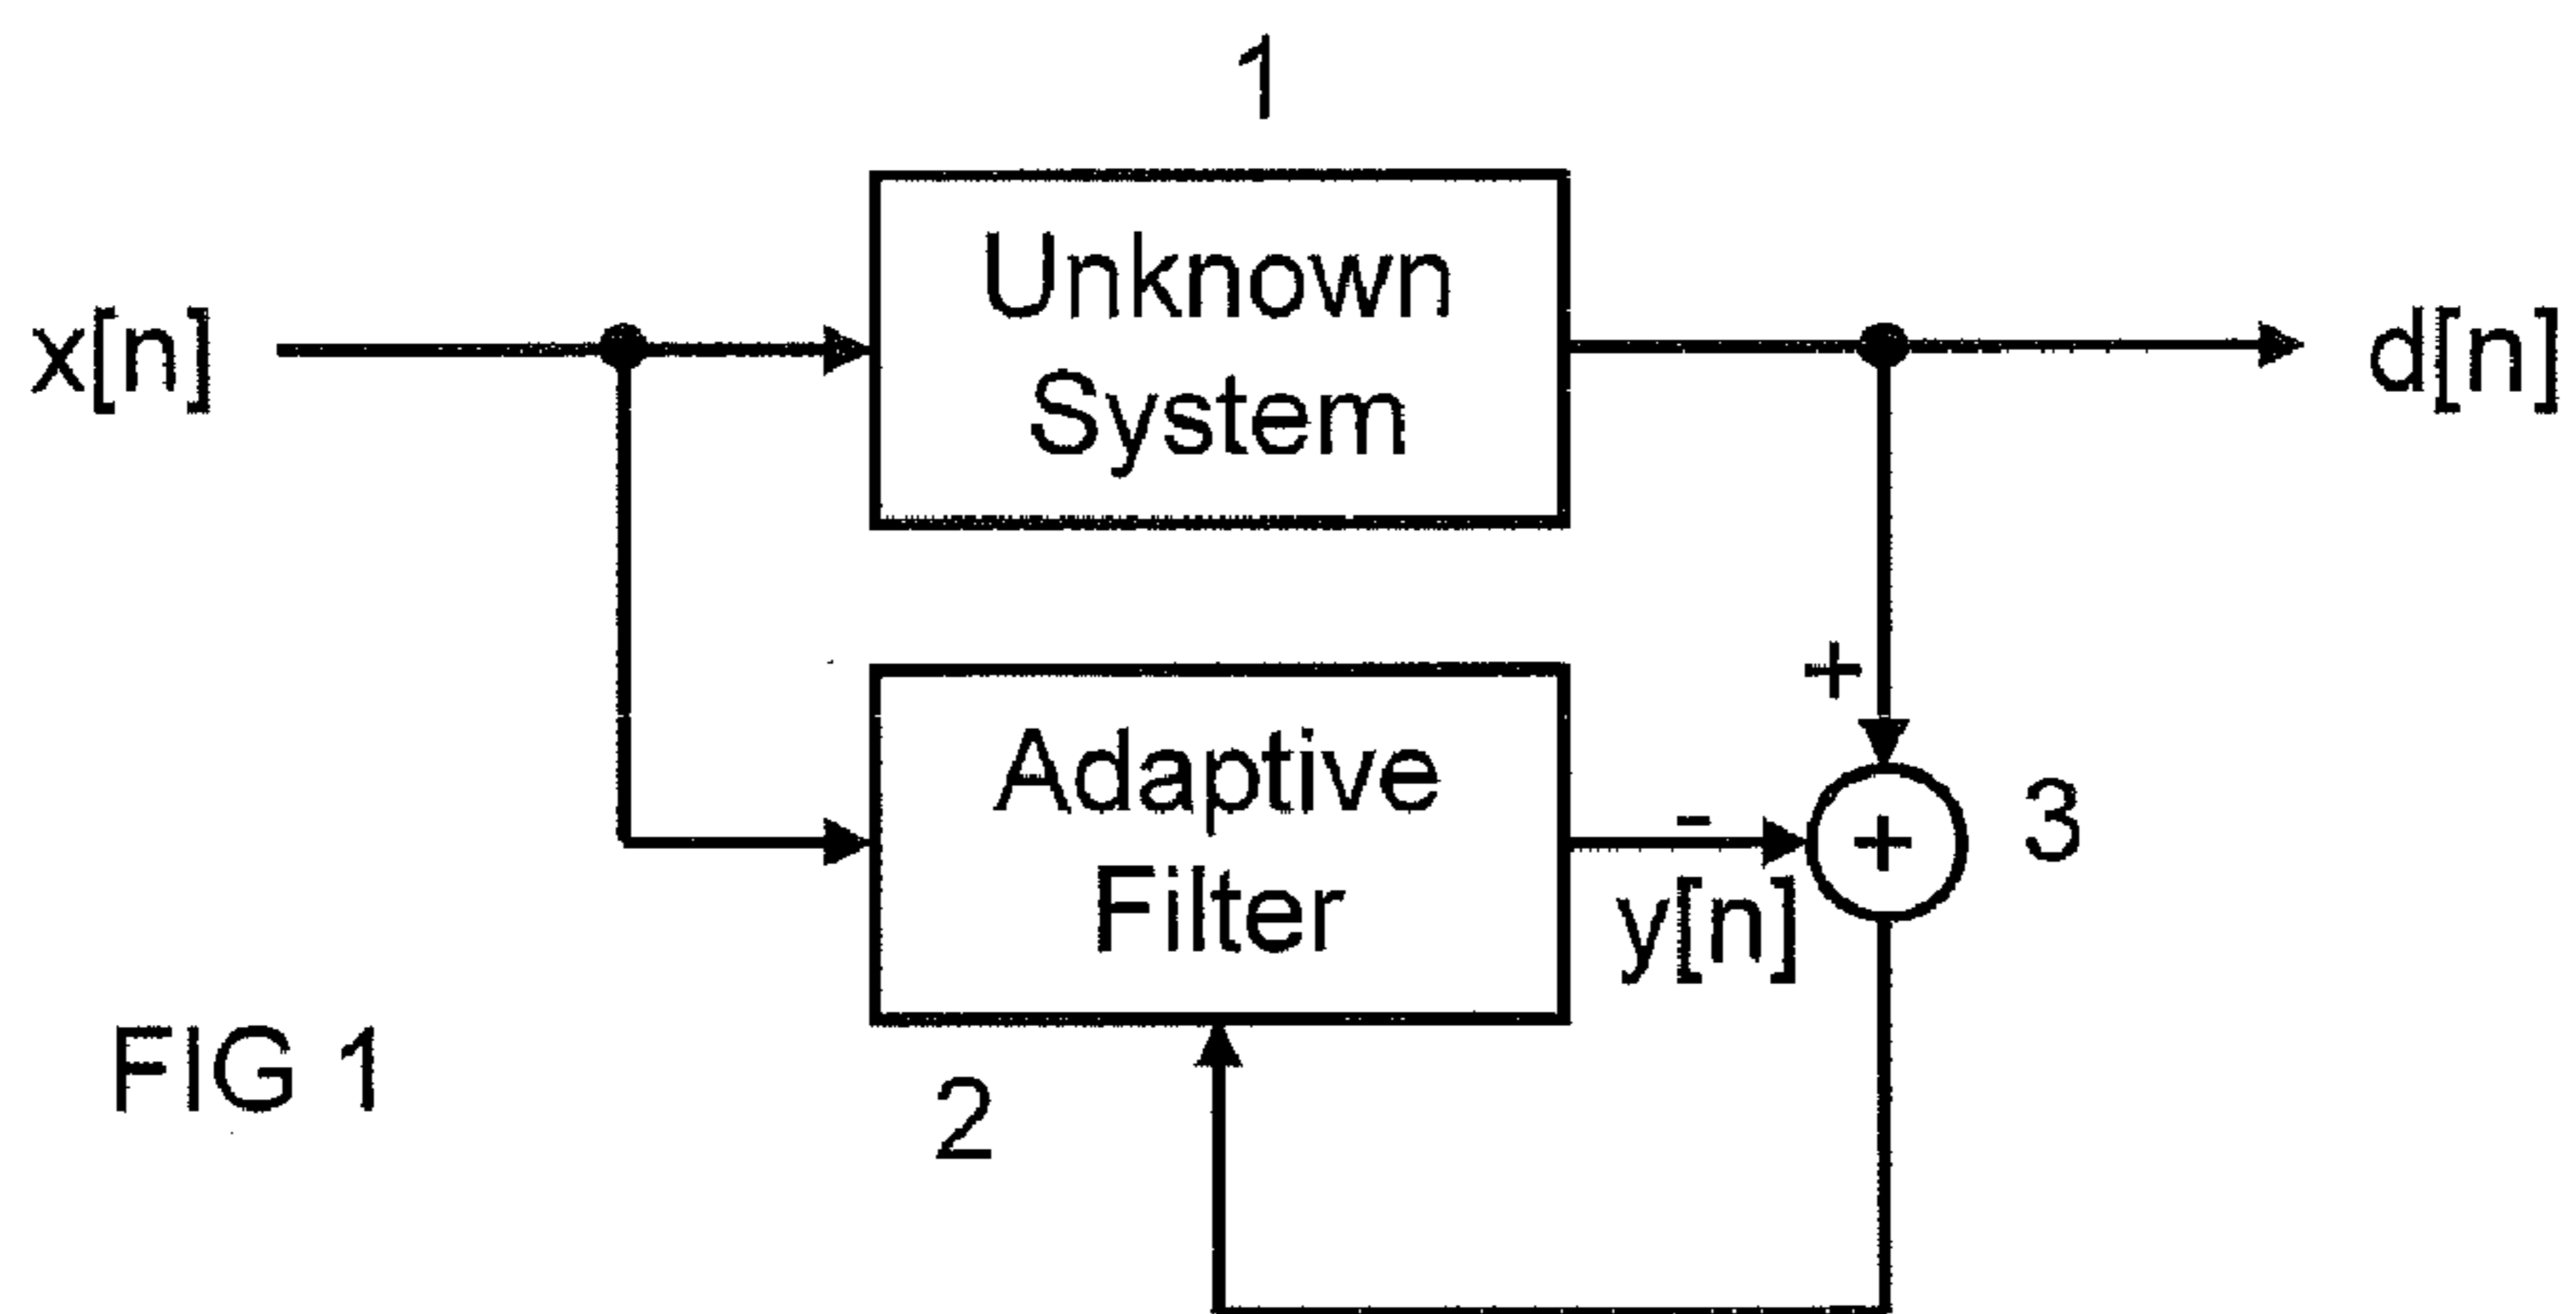 1
Unknown
System
x[n]
d[n]
+
Adaptive
Filter
-
+
3
y[n]
FIG 1
2